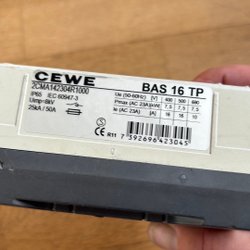 CEWE
BAS 16 TP
2CMA142304R1000
IP65 IEC 60947-3
Uimp=8kV
25kA / 50A
Ue (50-60Hz) [V] 400 500 690
Pmax (AC 23A)[kW] 7,5 7,5 7,5
Ie (AC 23A) [A] 16 16 10
CE R11
7 392696 423045